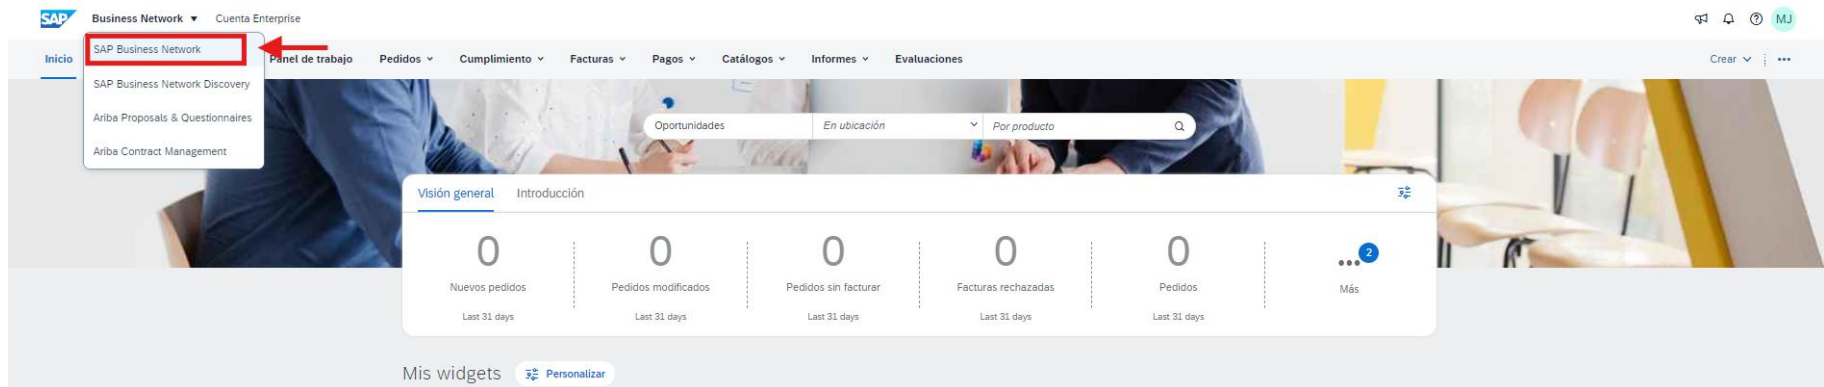 SAP Business Network ▼ Cuenta Enterprise MJ
SAP Business Network
SAP Business Network Discovery
Ariba Proposals & Questionnaires
Ariba Contract Management
Inicio Panel de trabajo Pedidos Cumplimiento Facturas Pagos Catálogos Informes Evaluaciones Crear
Oportunidades En ubicación Por producto
Visión general Introducción
0 0 0 0 0 ... 2
Nuevos pedidos Pedidos modificados Pedidos sin facturar Facturas rechazadas Pedidos Más
Last 31 days Last 31 days Last 31 days Last 31 days Last 31 days
Mis widgets Personalizar